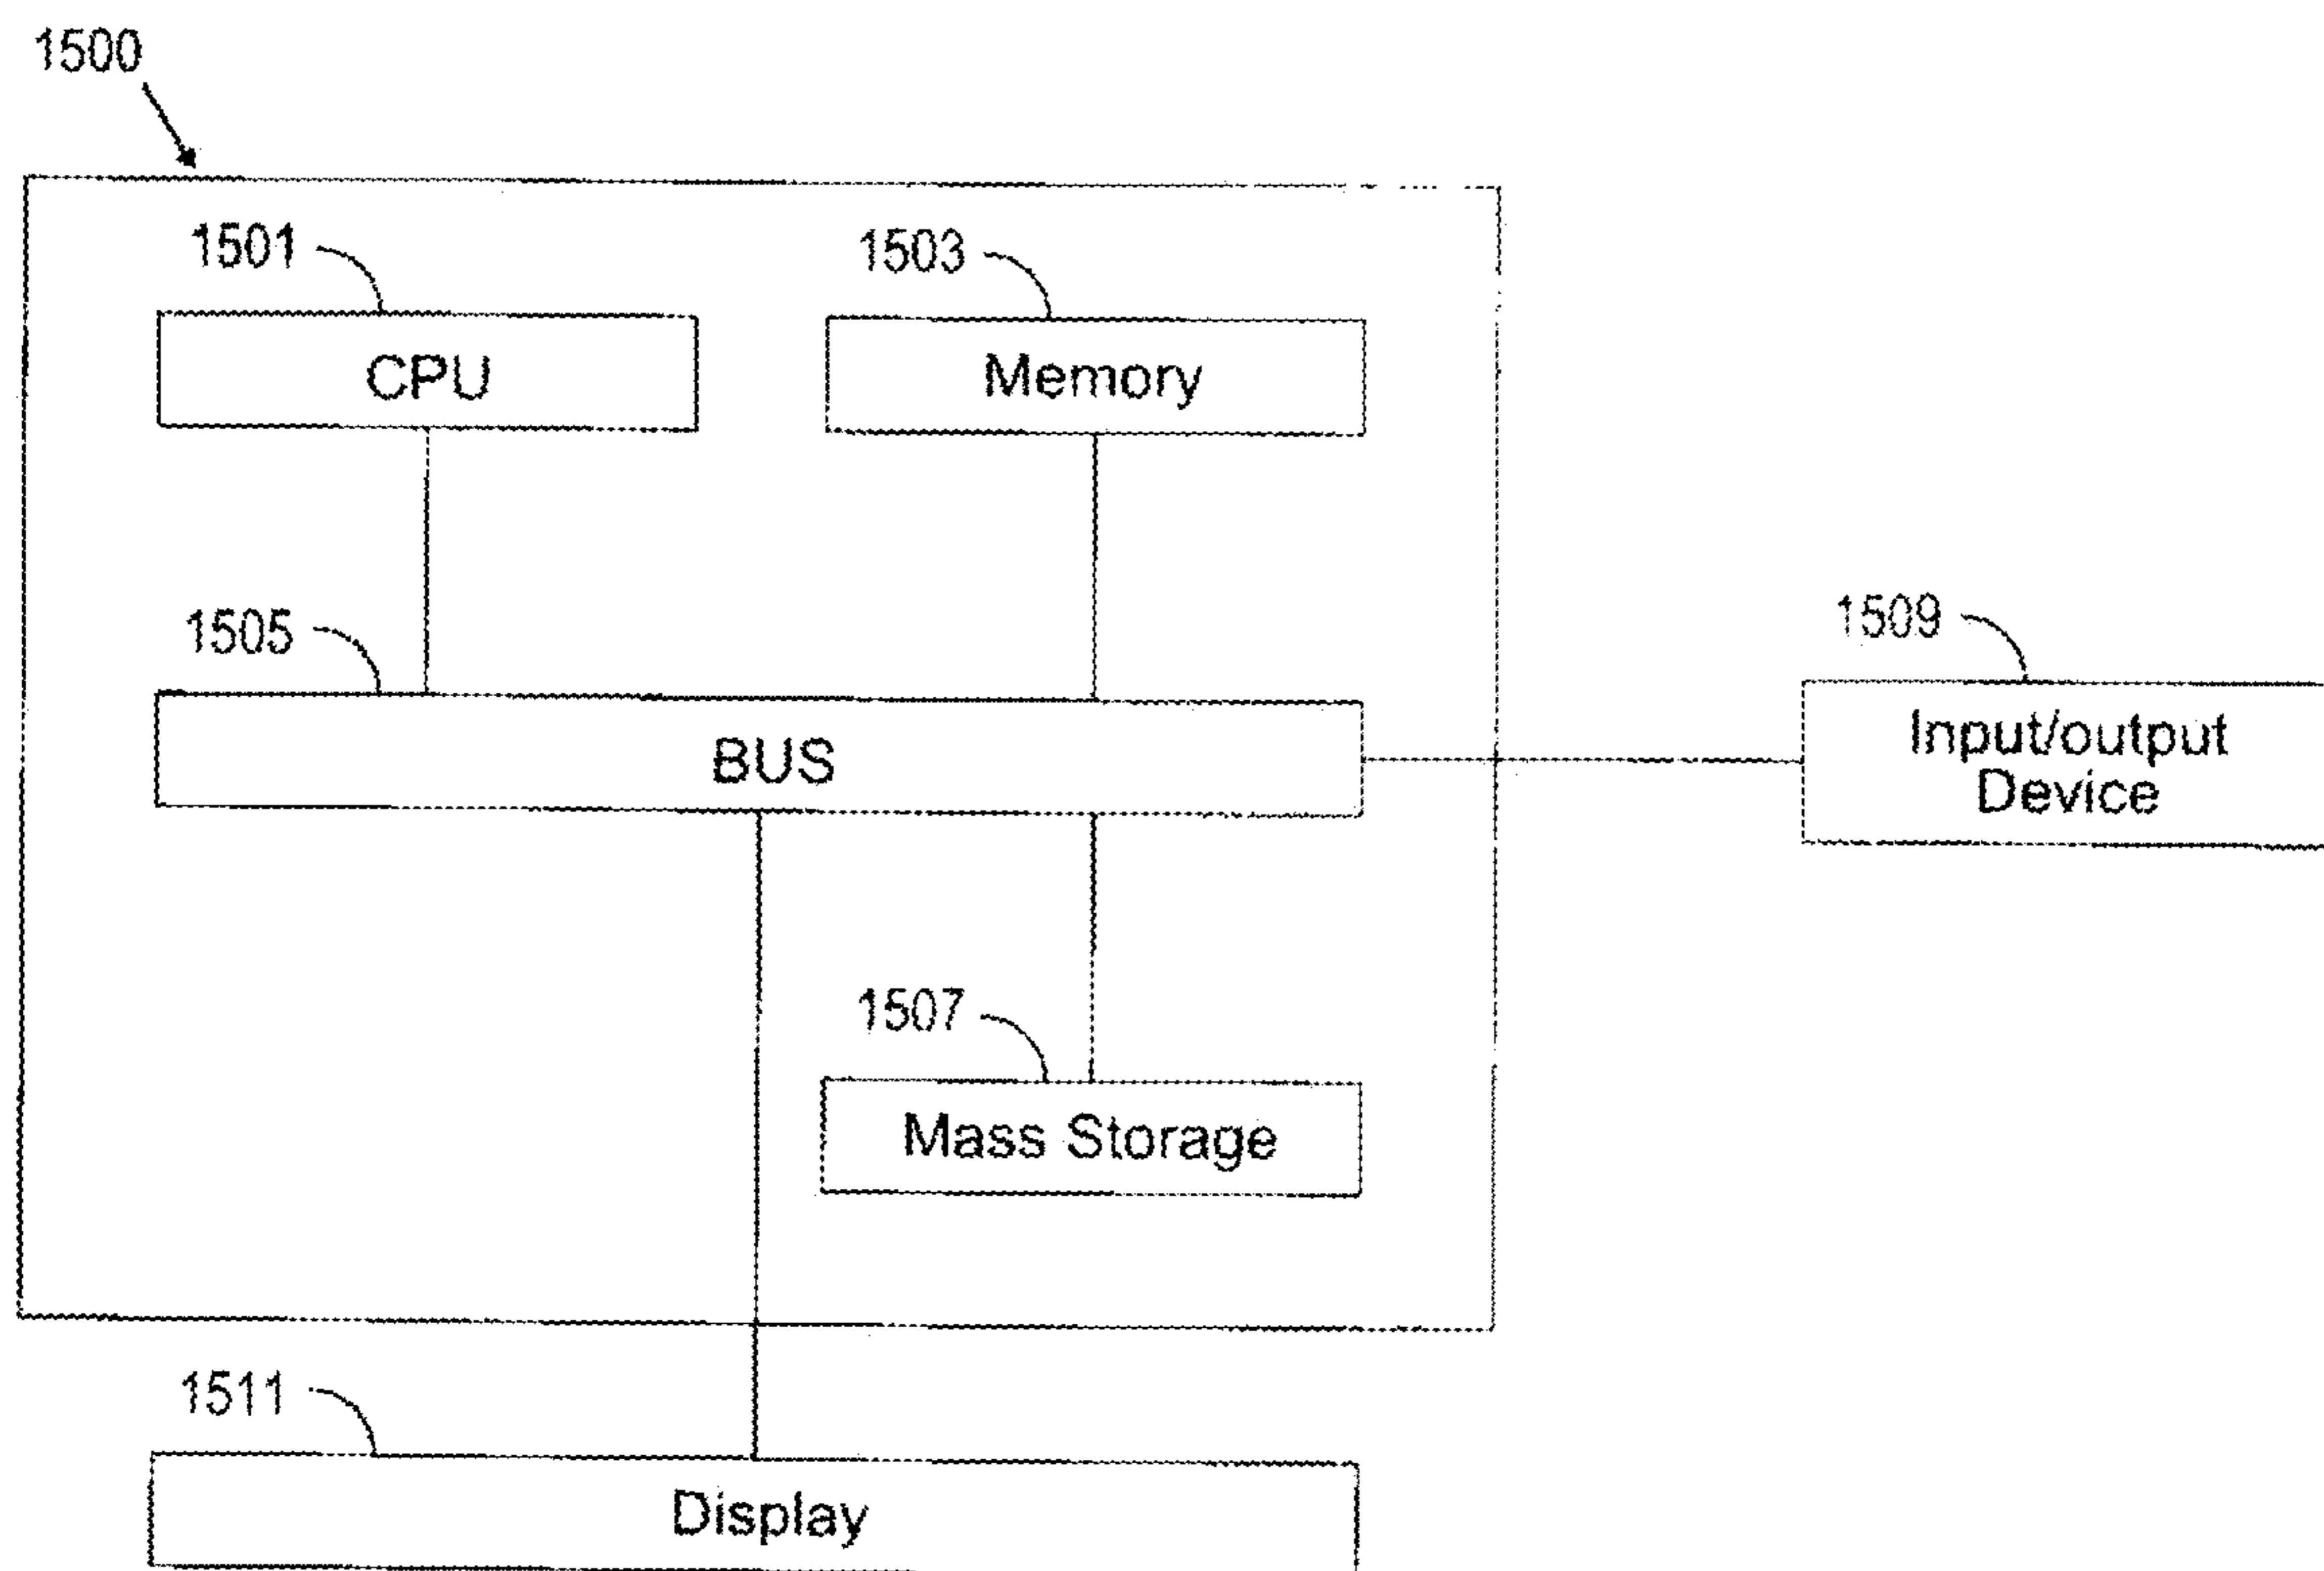 1500
1501
1503
CPU
Memory
1505
1509
BUS
Input/output
Device
1507
Mass Storage
1511
Display